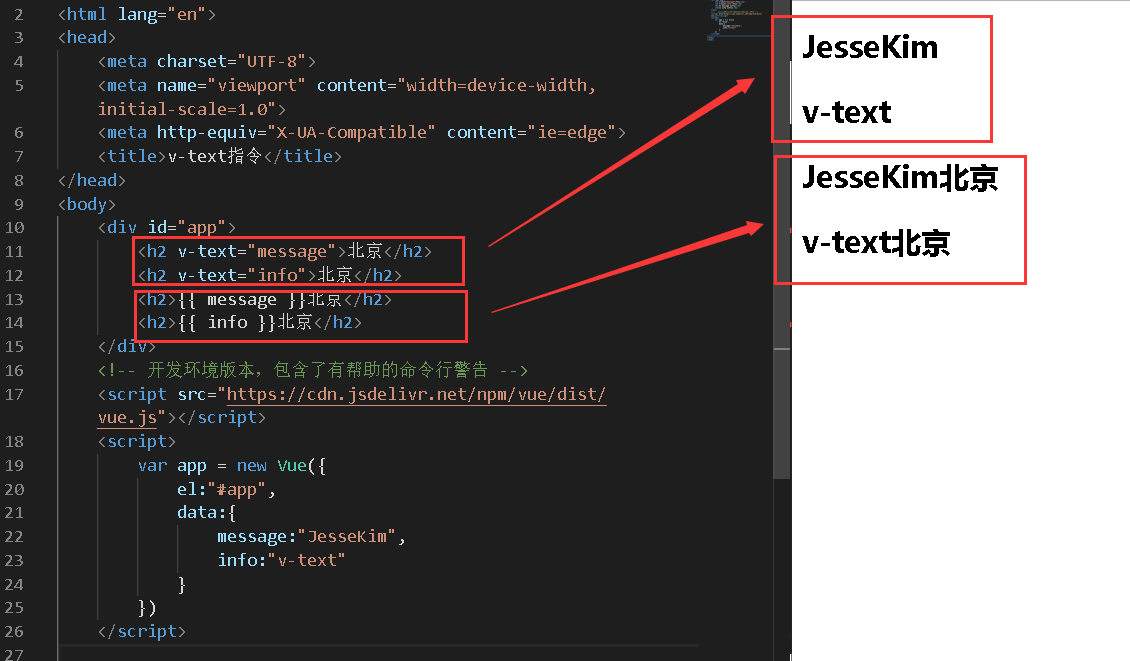 2 <html lang="en">
3 <head>
4 <meta charset="UTF-8">
5 <meta name="viewport" content="width=device-width,
initial-scale=1.0">
6 <meta http-equiv="X-UA-Compatible" content="ie=edge">
7 <title>v-text指令</title>
8 </head>
9 <body>
10 <div id="app">
11 <h2 v-text="message">北京</h2>
12 <h2 v-text="info">北京</h2>
13 <h2>{{ message }}北京</h2>
14 <h2>{{ info }}北京</h2>
15 </div>
16 <!-- 开发环境版本，包含了有帮助的命令行警告 -->
17 <script src="https://cdn.jsdelivr.net/npm/vue/dist/
vue.js"></script>
18 <script>
19 var app = new Vue({
20 el:"#app",
21 data:{
22 message:"JesseKim",
23 info:"v-text"
24 }
25 })
26 </script>
27
JesseKim
v-text
JesseKim北京
v-text北京